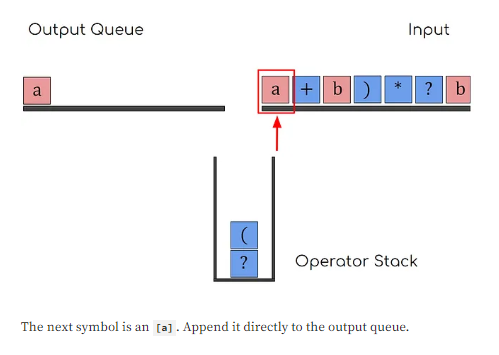 Output Queue
Input
a
a + b ) * ? b
(
?
Operator Stack
The next symbol is an [a]. Append it directly to the output queue.